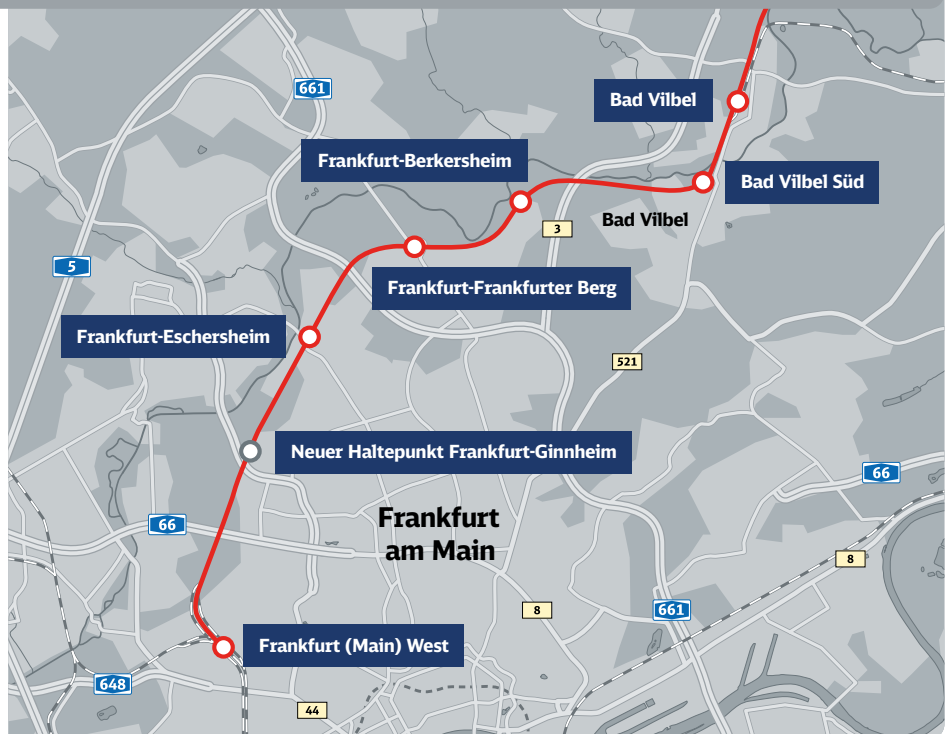 661
Bad Vilbel
Frankfurt-Berkersheim
Bad Vilbel Süd
3
Bad Vilbel
5
Frankfurt-Frankfurter Berg
Frankfurt-Eschersheim
521
Neuer Haltepunkt Frankfurt-Ginnheim
66
66
Frankfurt
am Main
8
8
661
Frankfurt (Main) West
648
44